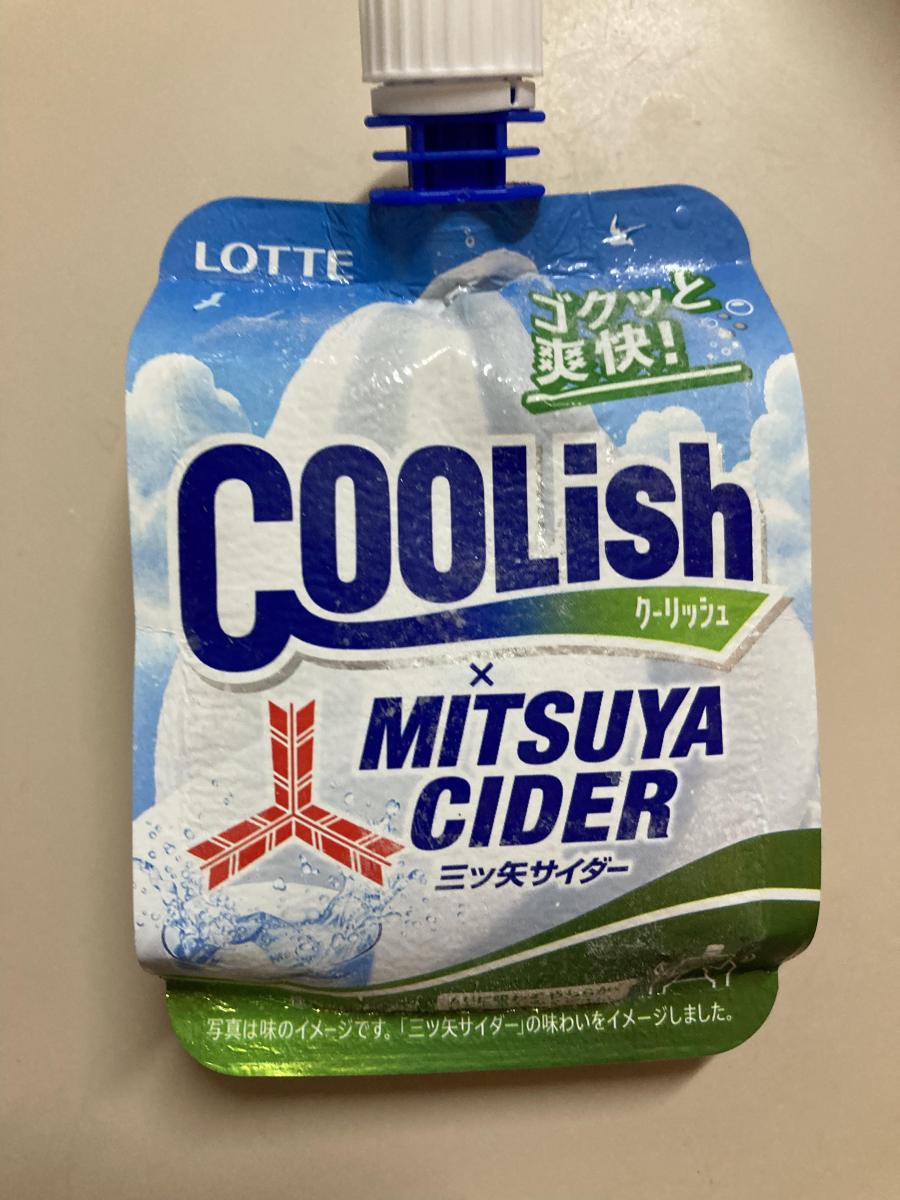 LOTTE
ゴクッと
爽快!
COOLish
クーリッシュ
×
MITSUYA
CIDER
三ツ矢サイダー
写真は味のイメージです。「三ツ矢サイダー」の味わいをイメージしました。